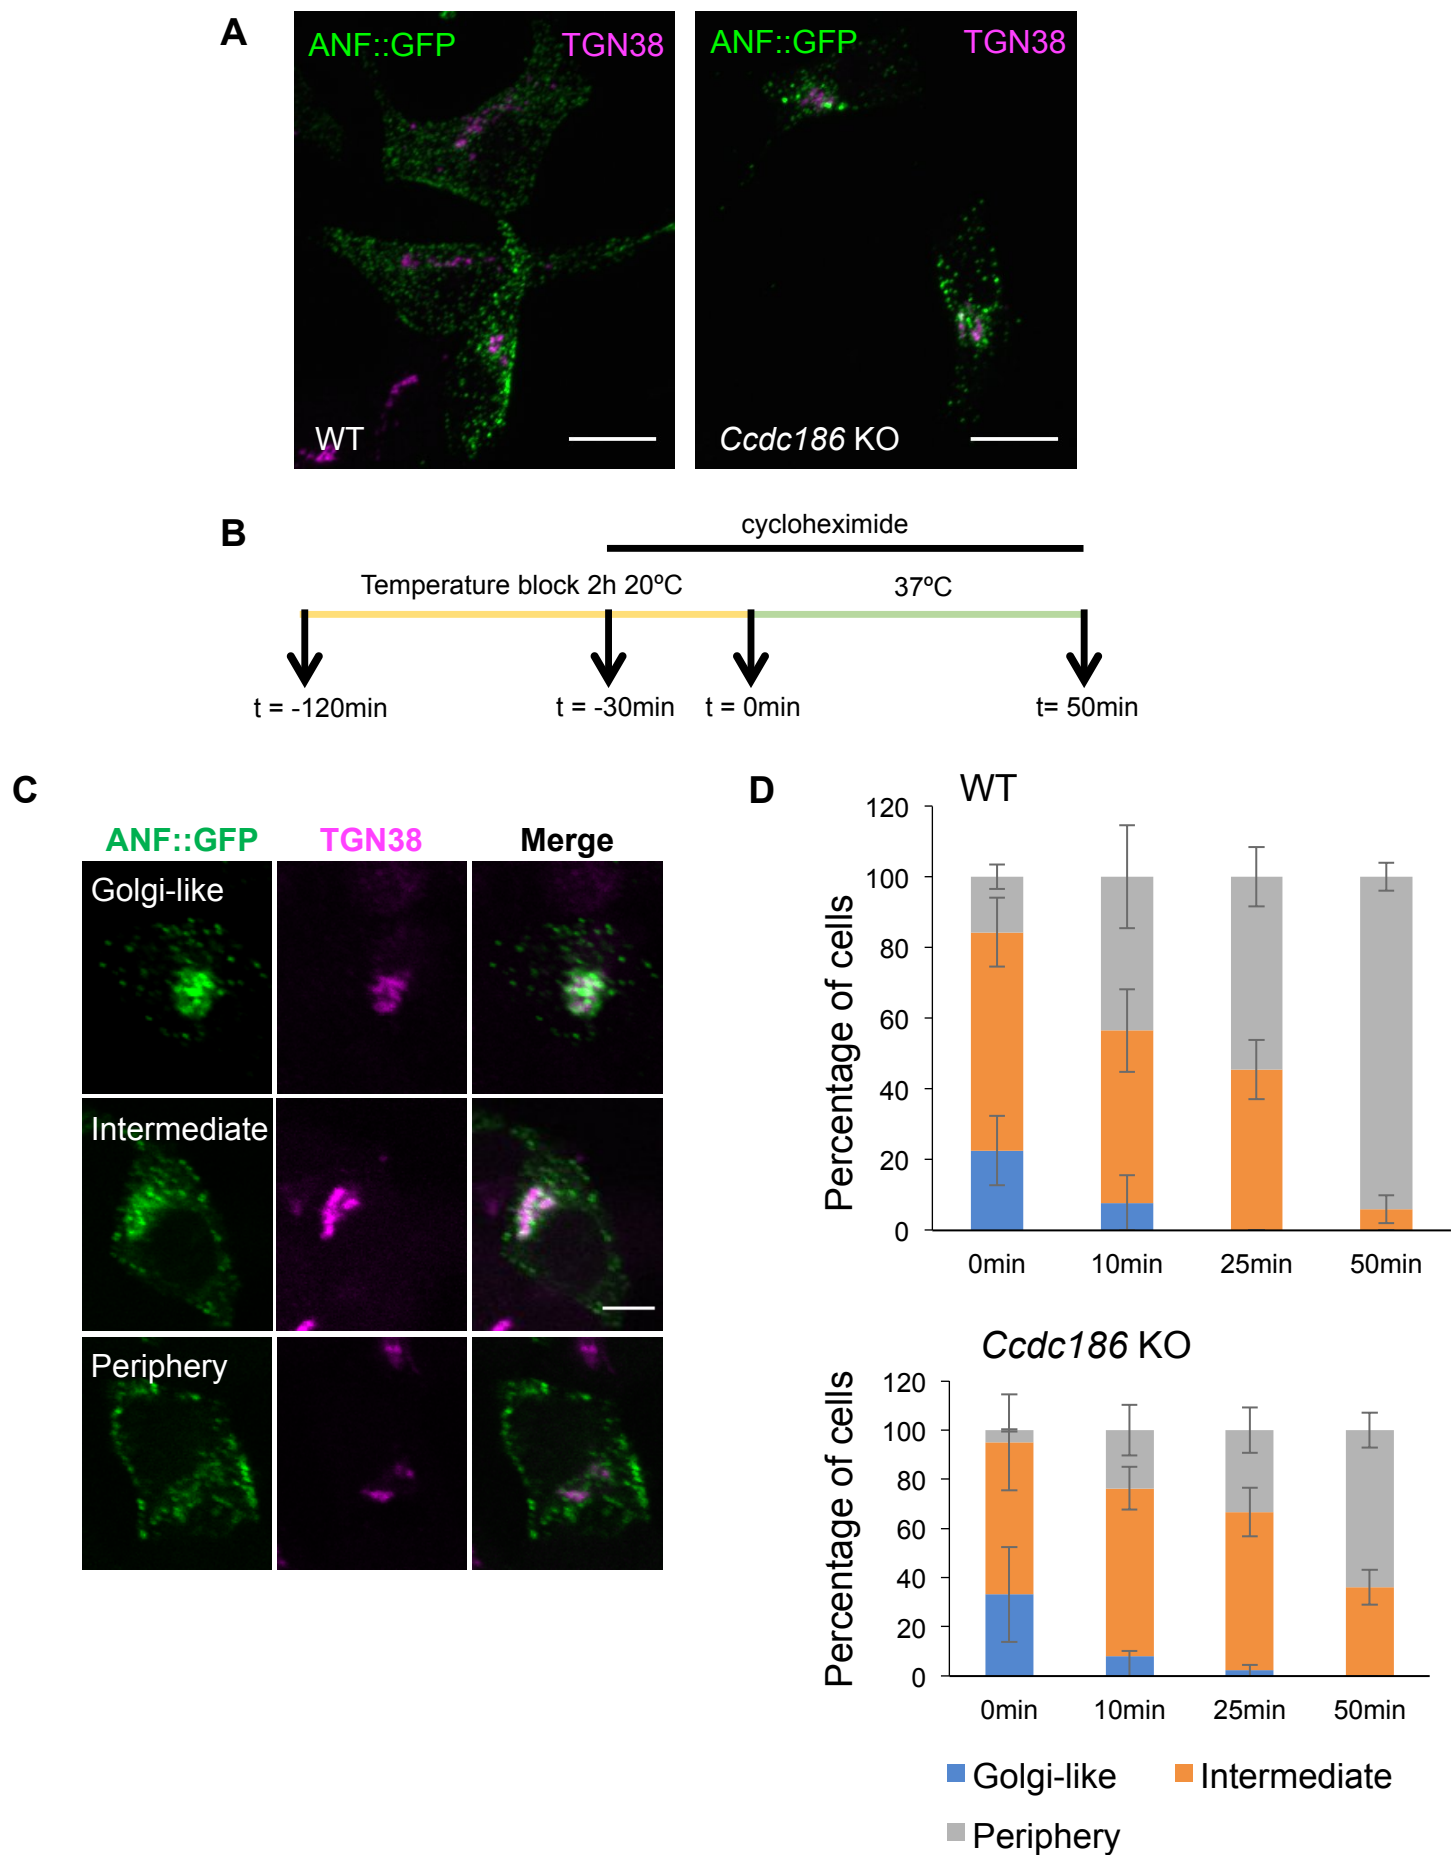 A
ANF::GFP TGN38
WT
ANF::GFP TGN38
Ccdc186 KO
B
cycloheximide
Temperature block 2h 20ºC 37ºC
t = -120min t = -30min t = 0min t= 50min
C
ANF::GFP TGN38 Merge
Golgi-like
Intermediate
Periphery
D
WT
Percentage of cells
120
100
80
60
40
20
0
0min 10min 25min 50min
Ccdc186 KO
Percentage of cells
120
100
80
60
40
20
0
0min 10min 25min 50min
Golgi-like Intermediate
Periphery